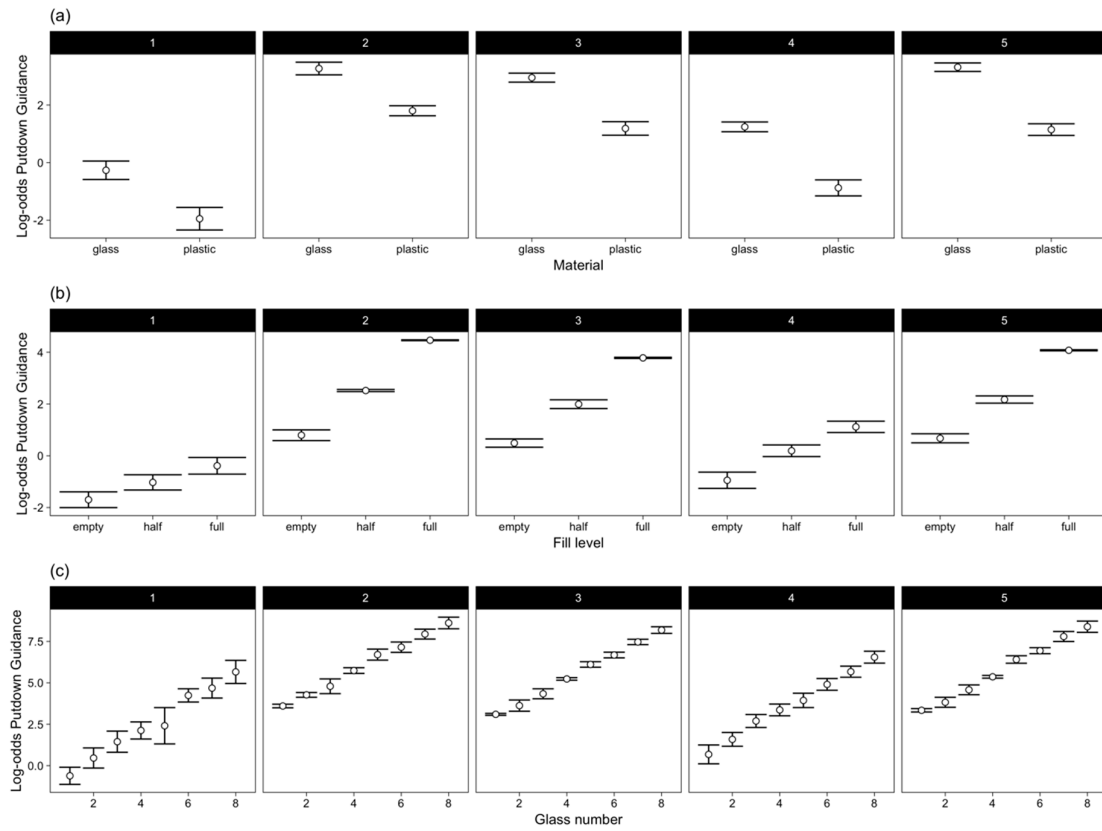 (a)
1 2 3 4 5
Log-odds Putdown Guidance
2
0
-2
glass plastic glass plastic glass plastic glass plastic glass plastic
Material
(b)
1 2 3 4 5
Log-odds Putdown Guidance
4
2
0
-2
empty half full empty half full empty half full empty half full empty half full
Fill level
(c)
1 2 3 4 5
Log-odds Putdown Guidance
7.5
5.0
2.5
0.0
2 4 6 8 2 4 6 8 2 4 6 8 2 4 6 8 2 4 6 8
Glass number